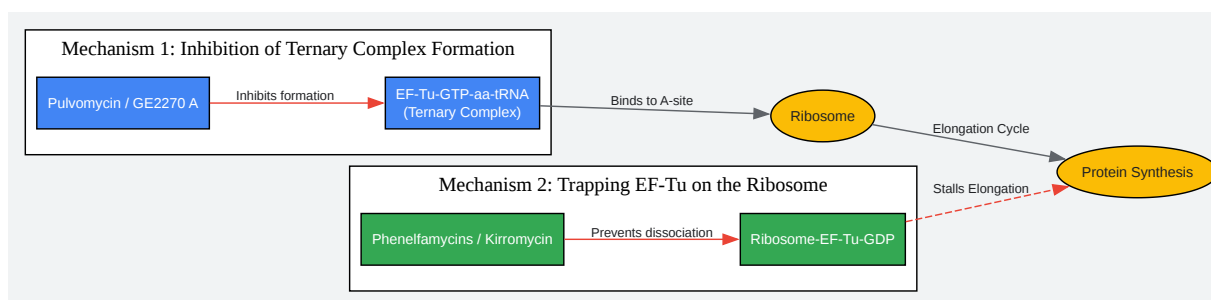 Mechanism 1: Inhibition of Ternary Complex Formation
Pulvomycin / GE2270 A
Inhibits formation
EF-Tu-GTP-aa-tRNA
(Ternary Complex)
Binds to A-site
Ribosome
Elongation Cycle
Protein Synthesis
Mechanism 2: Trapping EF-Tu on the Ribosome
Stalls Elongation
Phenelfamycins / Kirromycin
Prevents dissociation
Ribosome-EF-Tu-GDP